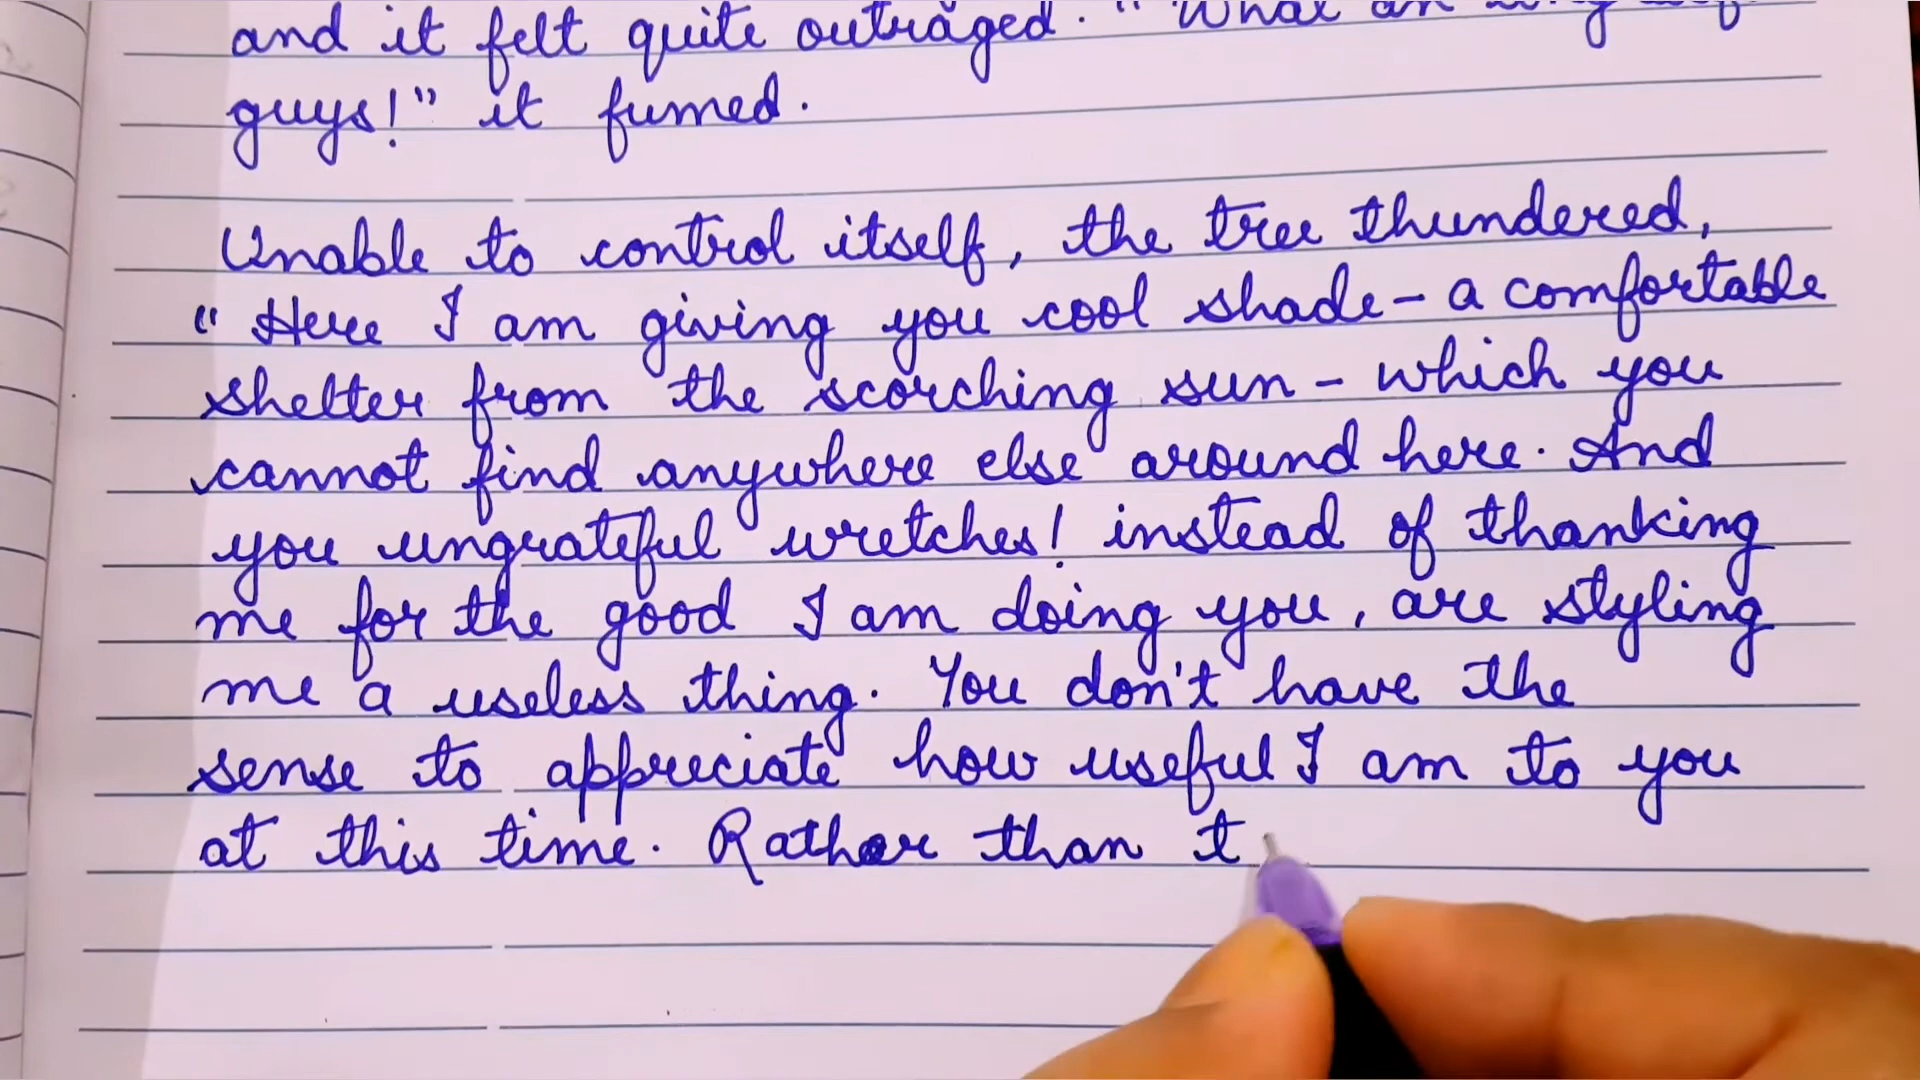 and it felt quite outraged. " What an
guys!" it fumed.
Unable to control itself, the tree thundered,
"Here I am giving you cool shade - a comfortable
shelter from the scorching sun - which you
cannot find anywhere else around here. And
you ungrateful wretches! instead of thanking
me for the good I am doing you, are styling
me a useless thing. You don't have the
sense to appreciate how useful I am to you
at this time. Rather than t